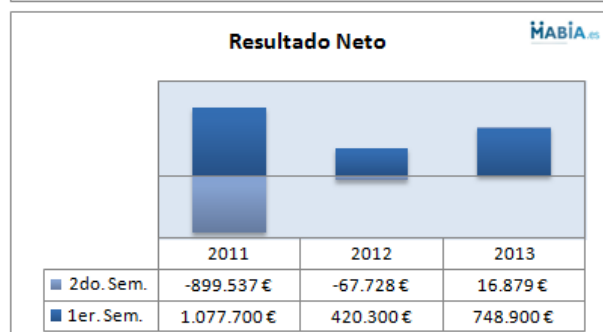 Resultado Neto
HABIA.es
2011 2012 2013
2do. Sem. -899.537 € -67.728 € 16.879 €
1er. Sem. 1.077.700 € 420.300 € 748.900 €